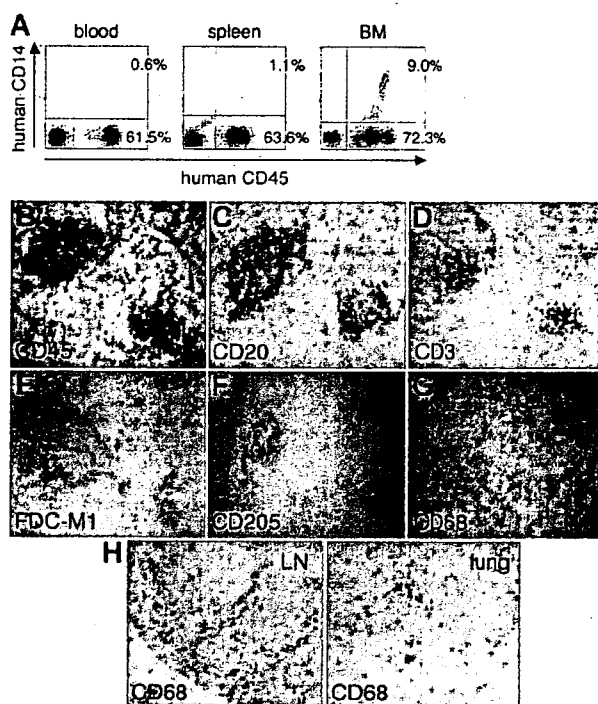 A
blood spleen BM
human CD14
0.6% 1.1% 9.0%
61.5% 63.6% 72.3%
human CD45
B C D
CD45 CD20 CD3
E F G
FDC-M1 CD205 CD68
H LN lung
CD68 CD68